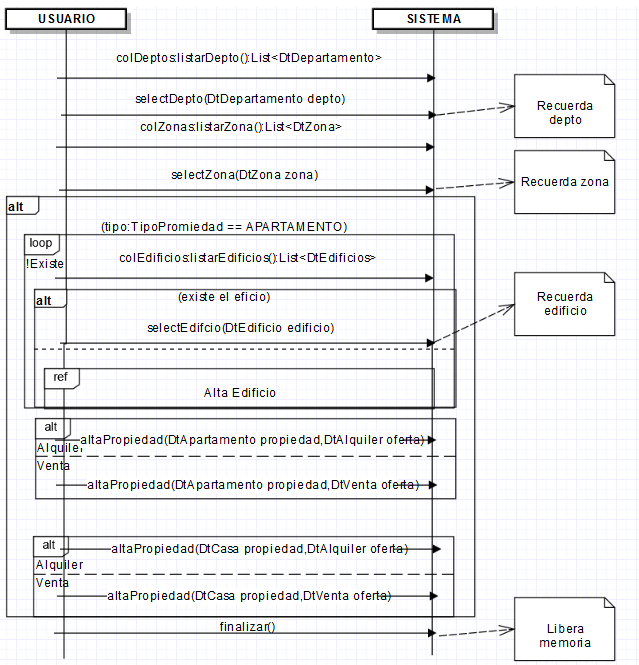 USUARIO
SISTEMA
colDeptos:listarDepto():List<DtDepartamento>
selectDepto(DtDepartamento depto)
Recuerda
depto
colZonas:listarZona():List<DtZona>
selectZona(DtZona zona)
Recuerda zona
alt
(tipo:TipoPromiedad == APARTAMENTO)
loop
!Existe
colEdificios:listarEdificios():List<DtEdificios>
alt
(existe el eficio)
Recuerda
edificio
selectEdifcio(DtEdificio edificio)
ref
Alta Edificio
alt
altaPropiedad(DtApartamento propiedad,DtAlquiler oferta)
Alquiler
Venta
altaPropiedad(DtApartamento propiedad,DtVenta oferta)
alt
altaPropiedad(DtCasa propiedad,DtAlquiler oferta)
Alquiler
Venta
altaPropiedad(DtCasa propiedad,DtVenta oferta)
finalizar()
Libera
memoria